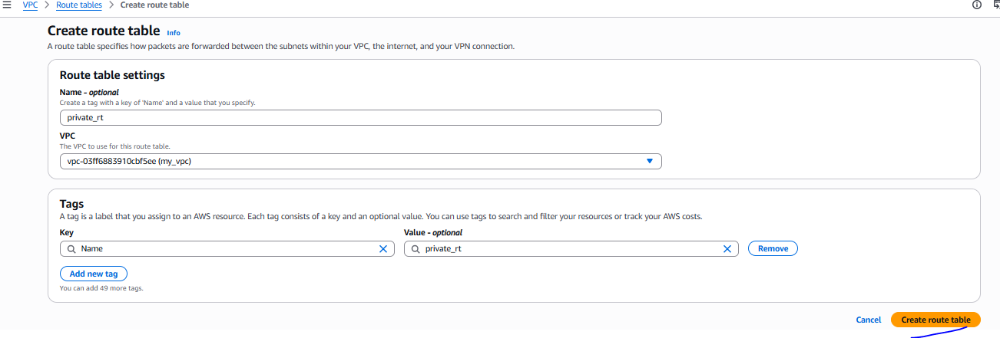 VPC > Route tables > Create route table
Create route table Info
A route table specifies how packets are forwarded between the subnets within your VPC, the internet, and your VPN connection.
Route table settings
Name - optional
Create a tag with a key of 'Name' and a value that you specify.
private_rt
VPC
The VPC to use for this route table.
vpc-03ff6883910cbf5ee (my_vpc)
Tags
A tag is a label that you assign to an AWS resource. Each tag consists of a key and an optional value. You can use tags to search and filter your resources or track your AWS costs.
Key Value - optional
Name private_rt Remove
Add new tag
You can add 49 more tags.
Cancel Create route table